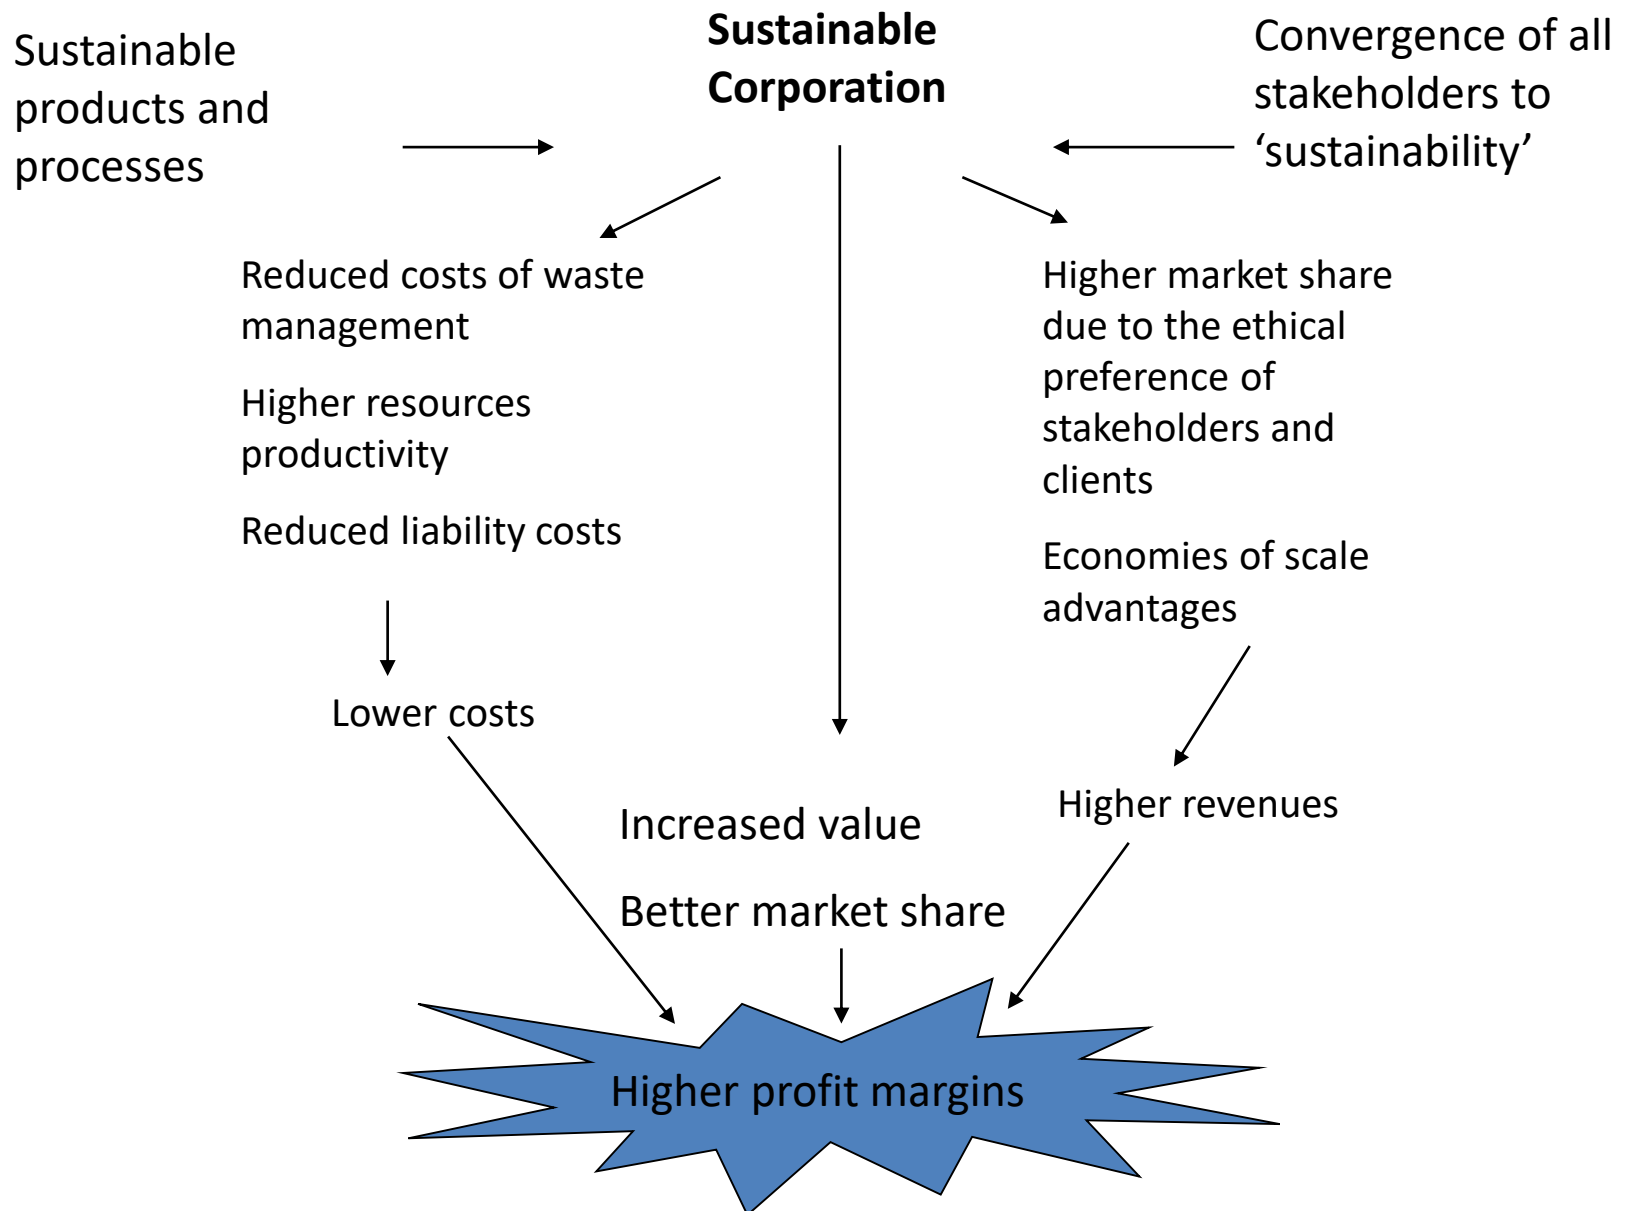 Sustainable
products and
processes
Sustainable
Corporation
Convergence of all
stakeholders to
‘sustainability’
Reduced costs of waste
management
Higher resources
productivity
Reduced liability costs
Higher market share
due to the ethical
preference of
stakeholders and
clients
Economies of scale
advantages
Lower costs
Increased value
Better market share
Higher revenues
Higher profit margins